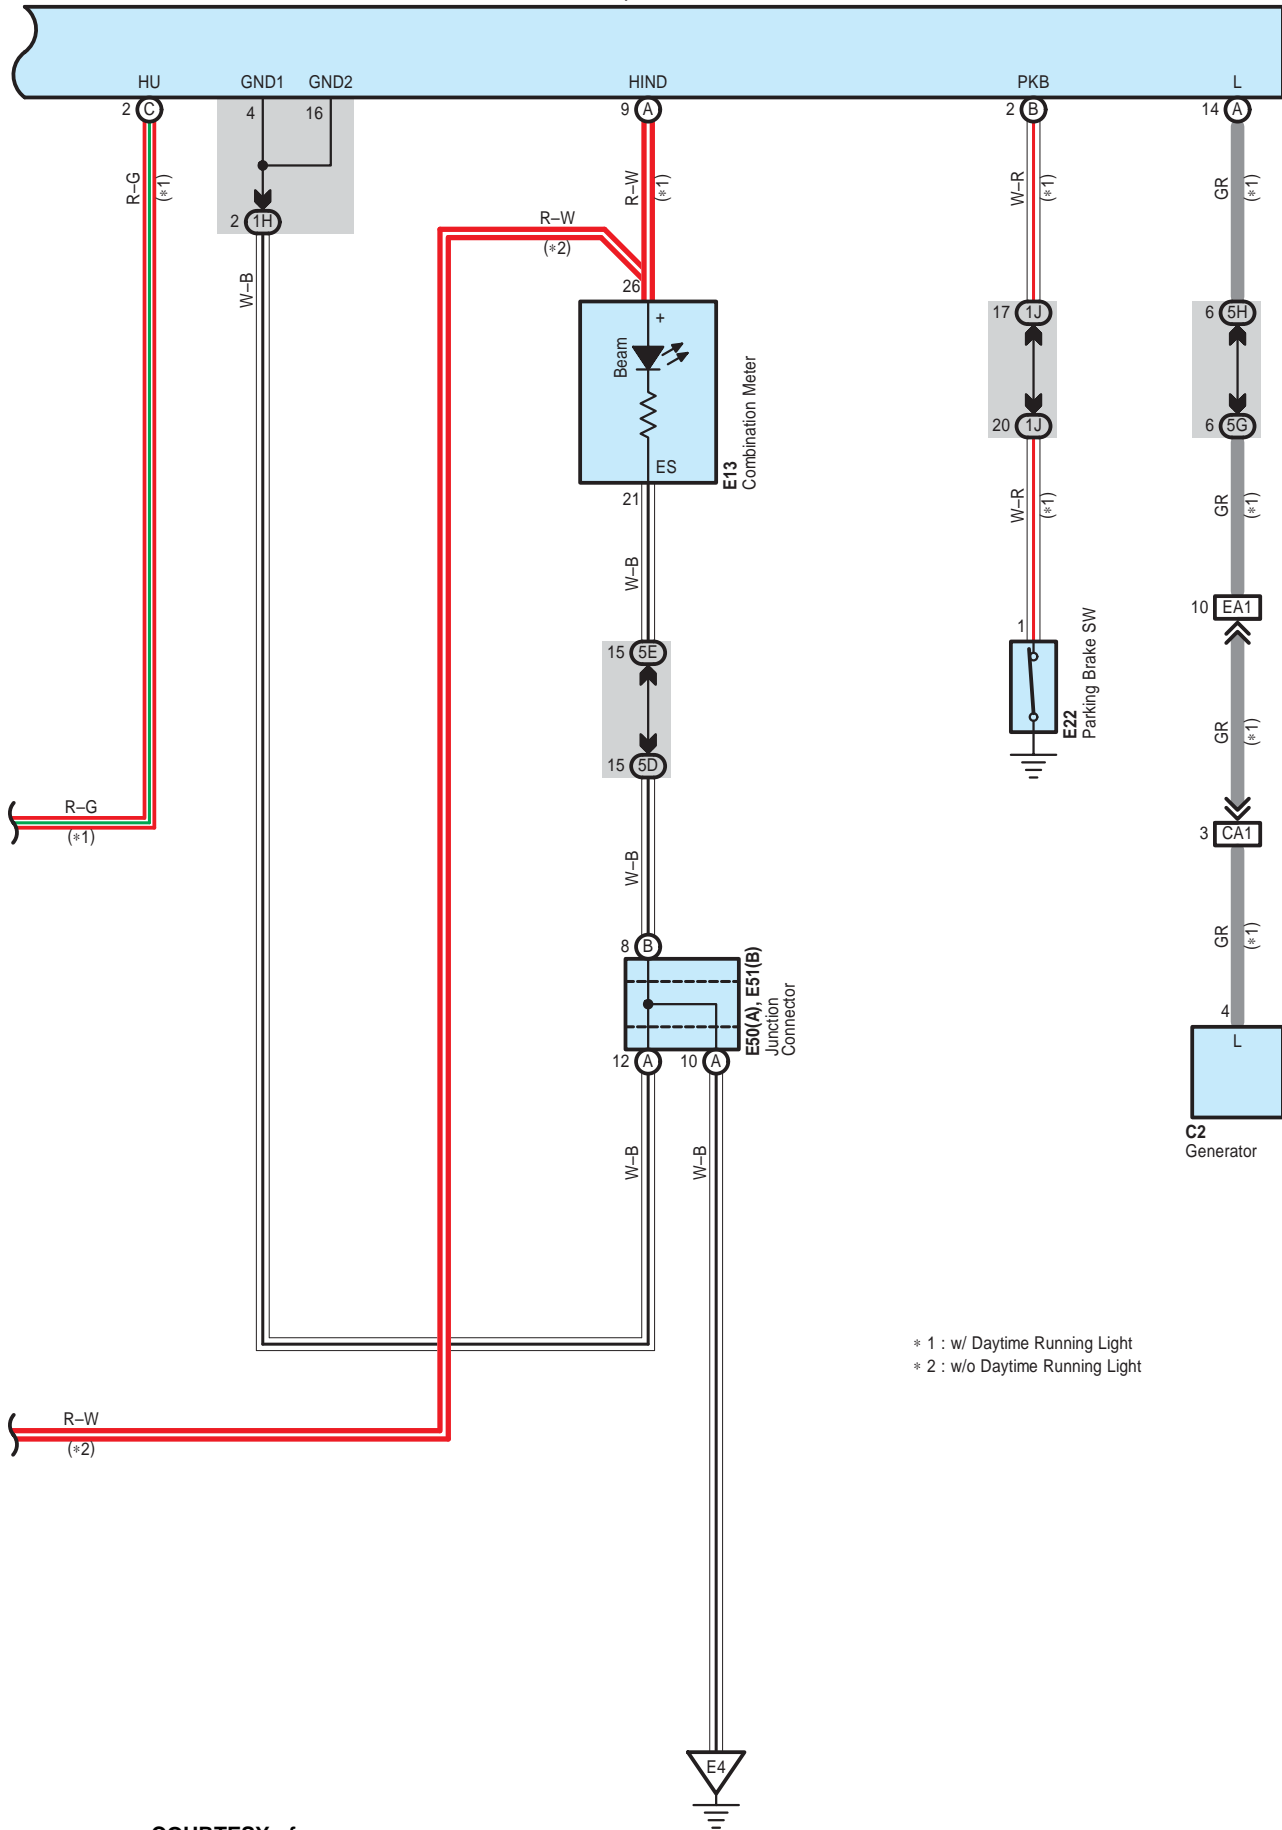 HU GND1 GND2 HIND PKB L
2 C 4 16 9 A 2 B 14 A
R–G (*1)
R–W (*1)
W–R (*1)
GR (*1)
2 1H
R–W
(*2)
W–B
26
+
Beam
ES
E13
Combination Meter
21
17 1J
6 5H
20 1J
6 5G
W–R (*1)
GR (*1)
W–B
10 EA1
15 5E
1
E22
Parking Brake SW
GR (*1)
15 5D
R–G
(*1)
3 CA1
W–B
GR (*1)
8 B
E50(A), E51(B)
Junction
Connector
12 A 10 A
4
L
C2
Generator
W–B
W–B
* 1 : w/ Daytime Running Light
* 2 : w/o Daytime Running Light
R–W
(*2)
E4